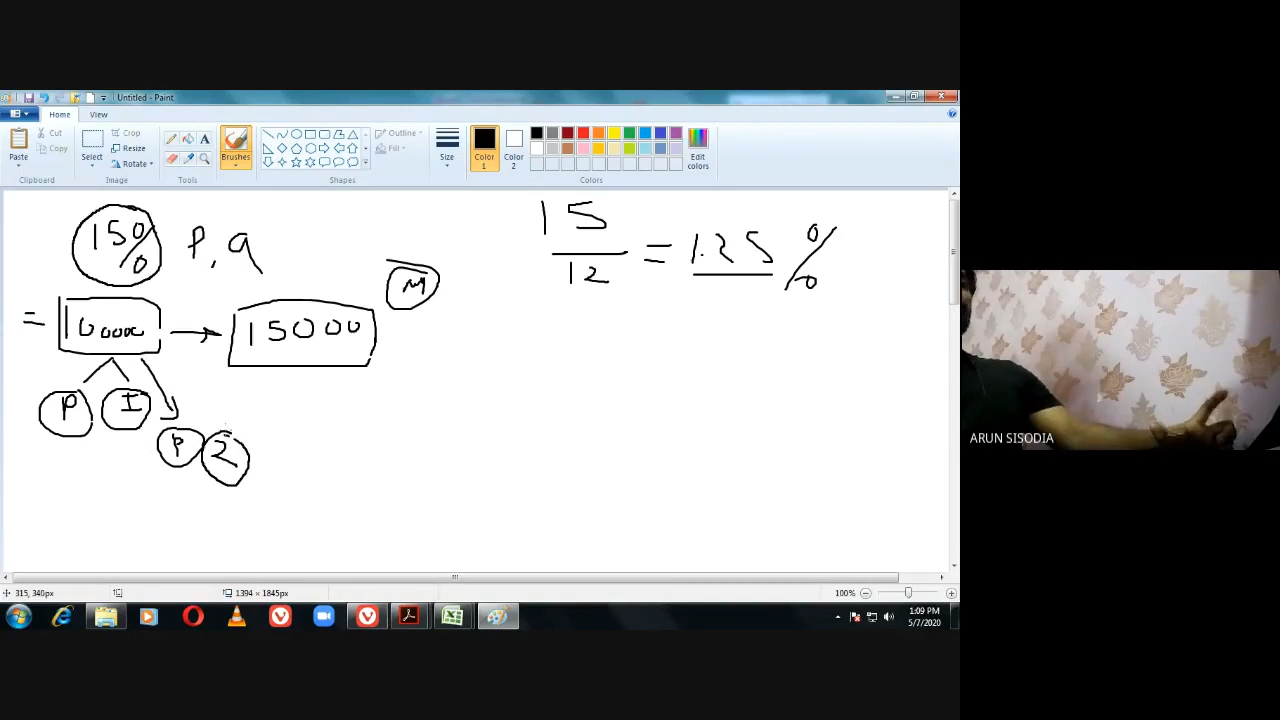 Untitled - Paint
Home View
Paste
Cut
Copy
Clipboard
Select
Crop
Resize
Rotate
Image
A
Tools
Brushes
Shapes
Outline
Fill
Size
Color 1
Color 2
Edit colors
Colors
15% P, q
15
12
= 1.25 %
M
= 100000 → 15000
P I
P 2
ARUN SISODIA
315, 340px
1394 × 1845px
100%
1:09 PM
5/7/2020